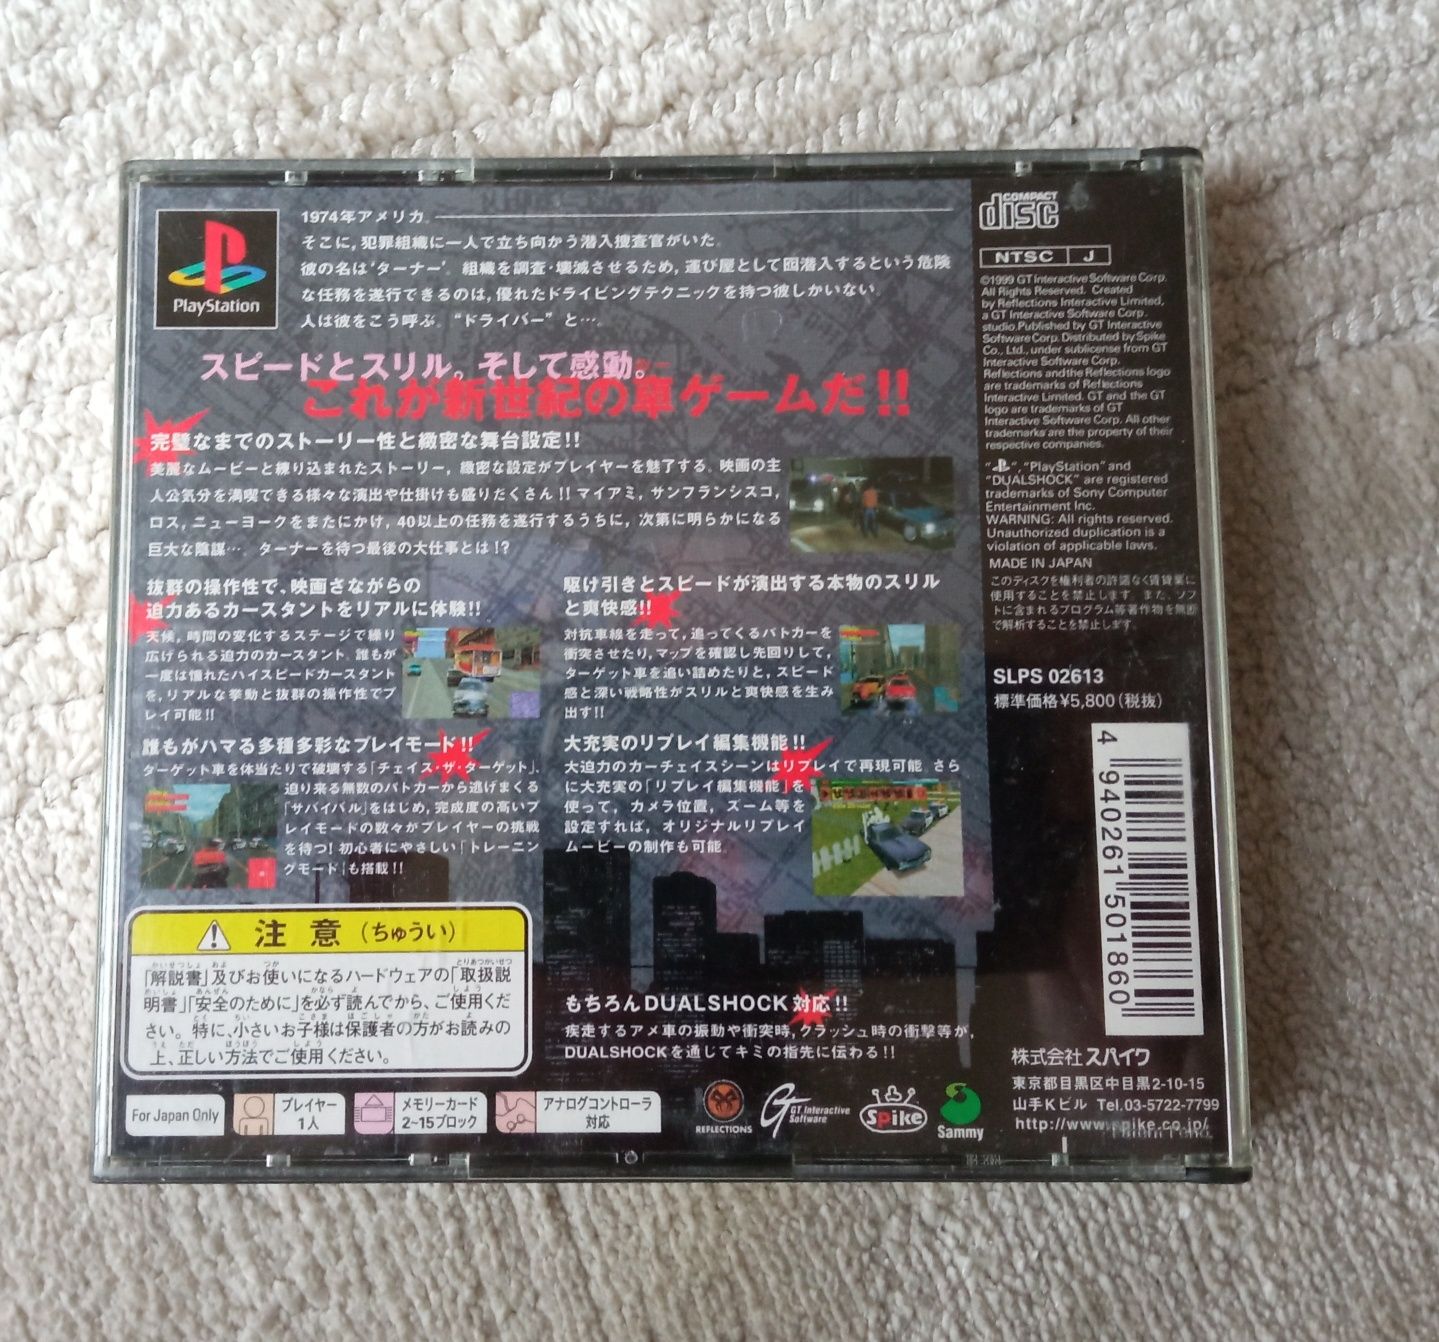 PlayStation
1974年アメリカ
そこに,犯罪組織に一人で立ち向かう潜入捜査官がいた。
彼の名は'ターナー'。組織を調査・壊滅させるため,運び屋として囮潜入するという危険
な任務を遂行できるのは,優れたドライビングテクニックを持つ彼しかいない。
人は彼をこう呼ぶ。"ドライバー"と…。
スピードとスリル。そして感動。
これが新世紀の車ゲームだ!!
完璧なまでのストーリー性と緻密な舞台設定!!
美麗なムービーと練り込まれたストーリー,緻密な設定がプレイヤーを魅了する。映画の主
人公気分を満喫できる様々な演出や仕掛けも盛りだくさん!!マイアミ,サンフランシスコ,
ロス,ニューヨークをまたにかけ,40以上の任務を遂行するうちに,次第に明らかになる
巨大な陰謀… ターナーを待つ最後の大仕事とは!?
抜群の操作性で、映画さながらの
迫力あるカースタントをリアルに体験!!
天候,時間の変化するステージで繰り
広げられる迫力のカースタント。誰もが
一度は憧れたハイスピードカースタント
を,リアルな挙動と抜群の操作性でプ
レイ可能!!
駆け引きとスピードが演出する本物のスリル
と爽快感!!
対抗車線を走って,追ってくるパトカーを
衝突させたり,マップを確認し先回りして,
ターゲット車を追い詰めたりと,スピード
感と深い戦略性がスリルと爽快感を生み
出す!!
誰もがハマる多種多彩なプレイモード!!
ターゲット車を体当たりで破壊する「チェイス・ザ・ターゲット」、
迫り来る無数のパトカーから逃げまくる
「サバイバル」をはじめ,完成度の高いプ
レイモードの数々がプレイヤーの挑戦
を待つ!初心者にやさしい「トレーニン
グモード」も搭載!!
大充実のリプレイ編集機能!!
大迫力のカーチェイスシーンはリプレイで再現可能 さら
に大充実の「リプレイ編集機能」を
使って,カメラ位置,ズーム等を
設定すれば,オリジナルリプレイ
ムービーの制作も可能。
注意(ちゅうい)
「解説書」及びお使いになるハードウェアの「取扱説
明書」「安全のために」を必ず読んでから、ご使用くだ
さい。特に、小さいお子様は保護者の方がお読みの
上、正しい方法でご使用ください。
もちろんDUALSHOCK対応!!
疾走するアメ車の振動や衝突時,クラッシュ時の衝撃等が,
DUALSHOCKを通じてキミの指先に伝わる!!
For Japan Only
プレイヤー
1人
メモリーカード
2~15ブロック
アナログコントローラ
対応
REFLECTIONS
GT Interactive
Software
Spike
Sammy
COMPACT
disc
NTSC J
©1999 GT Interactive Software Corp.
All Rights Reserved. Created
by Reflections Interactive Limited,
a GT Interactive Software Corp.
studio.Published by GT Interactive
Software Corp. Distributed by Spike
Co., Ltd., under sublicense from GT
Interactive Software Corp.
Reflections and the Reflections logo
are trademarks of Reflections
Interactive Limited. GT and the GT
logo are trademarks of GT
Interactive Software Corp. All other
trademarks are the property of their
respective companies.
" ", "PlayStation" and
"DUALSHOCK" are registered
trademarks of Sony Computer
Entertainment Inc.
WARNING: All rights reserved.
Unauthorized duplication is a
violation of applicable laws.
MADE IN JAPAN
このディスクを権利者の許諾なく賃貸業に
使用することを禁止します。また、ソフ
トに含まれるプログラム等著作物を無断
で解析することを禁止します。
SLPS 02613
標準価格¥5,800(税抜)
4 940261 501860
株式会社スパイク
東京都目黒区中目黒2-10-15
山手Kビル Tel.03-5722-7799
http://www.spike.co.jp/